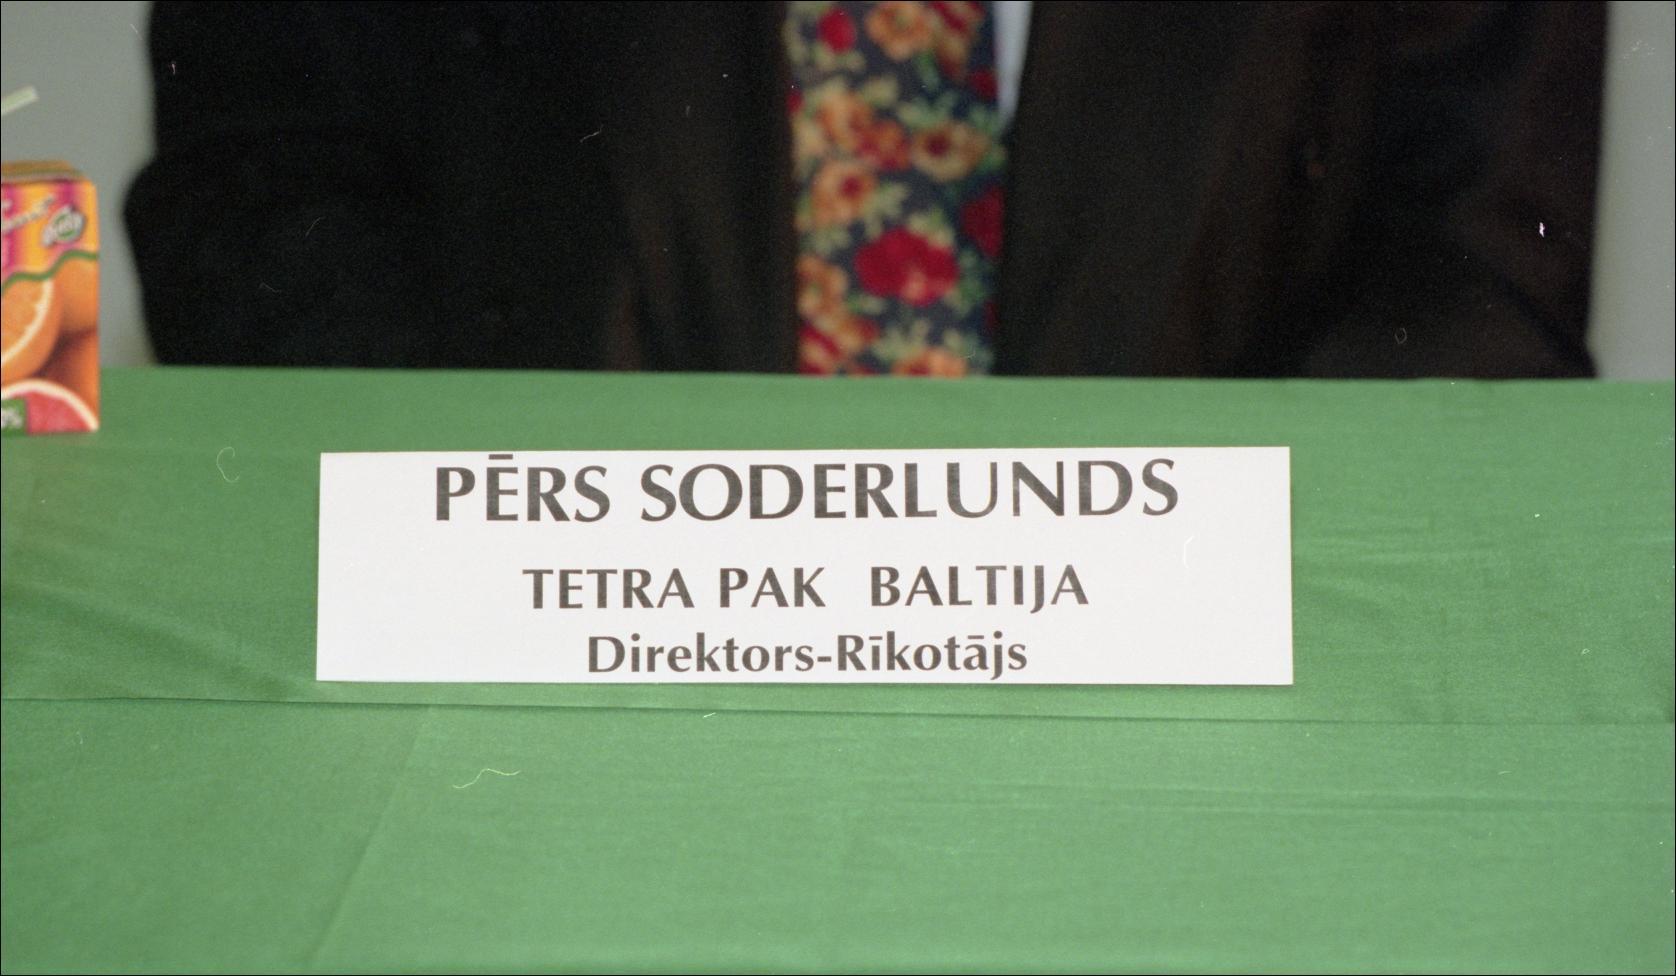 PĒRS SODERLUNDS
TETRA PAK BALTIJA
Direktors-Rīkotājs